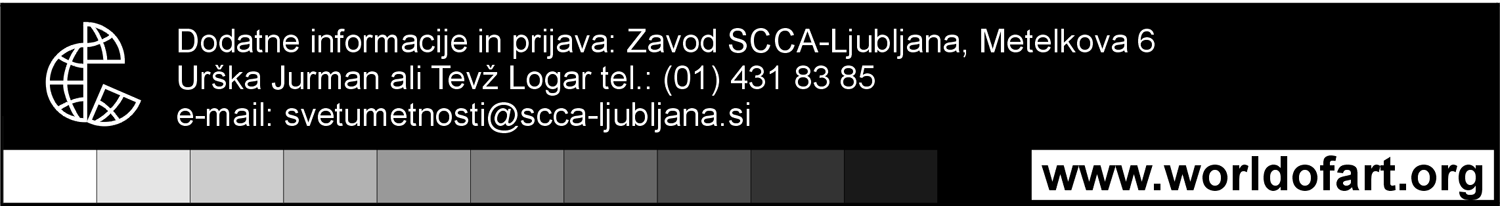 Dodatne informacije in prijava: Zavod SCCA-Ljubljana, Metelkova 6
Urška Jurman ali Tevž Logar tel.: (01) 431 83 85
e-mail: svetumetnosti@scca-ljubljana.si
www.worldofart.org